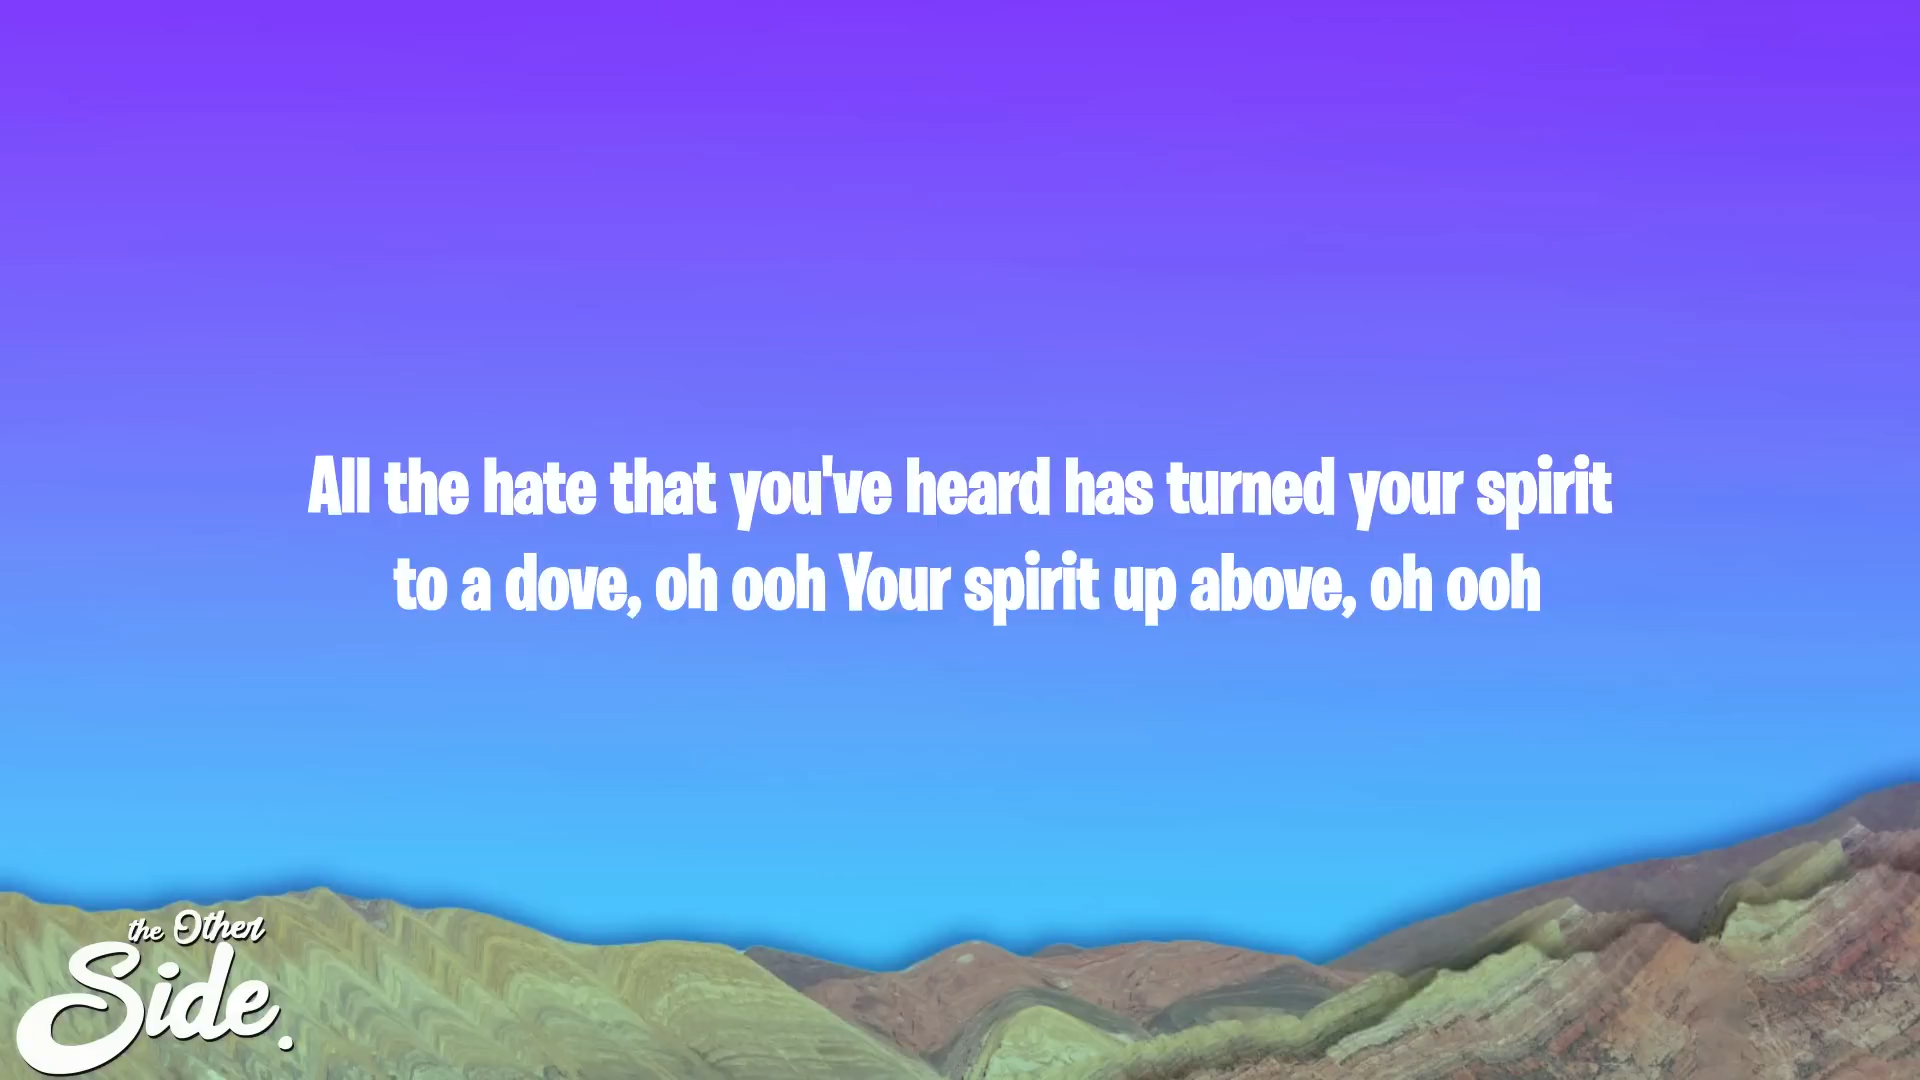 All the hate that you've heard has turned your spirit
to a dove, oh ooh Your spirit up above, oh ooh
the Other
Side.